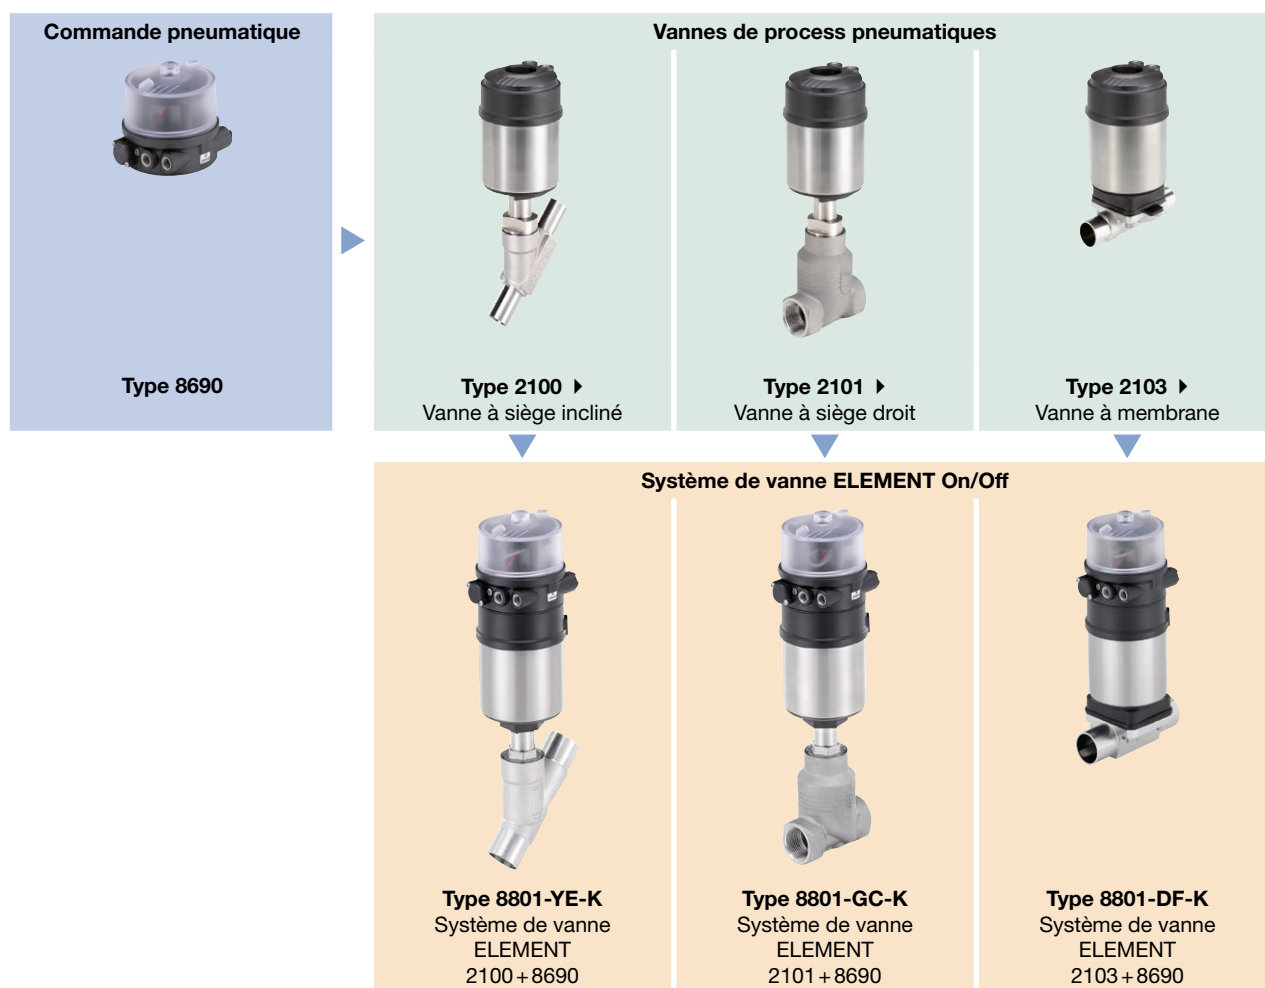 Commande pneumatique
Type 8690
Vannes de process pneumatiques
Type 2100
Vanne à siège incliné
Type 2101
Vanne à siège droit
Type 2103
Vanne à membrane
Système de vanne ELEMENT On/Off
Type 8801-YE-K
Système de vanne
ELEMENT
2100+8690
Type 8801-GC-K
Système de vanne
ELEMENT
2101+8690
Type 8801-DF-K
Système de vanne
ELEMENT
2103+8690